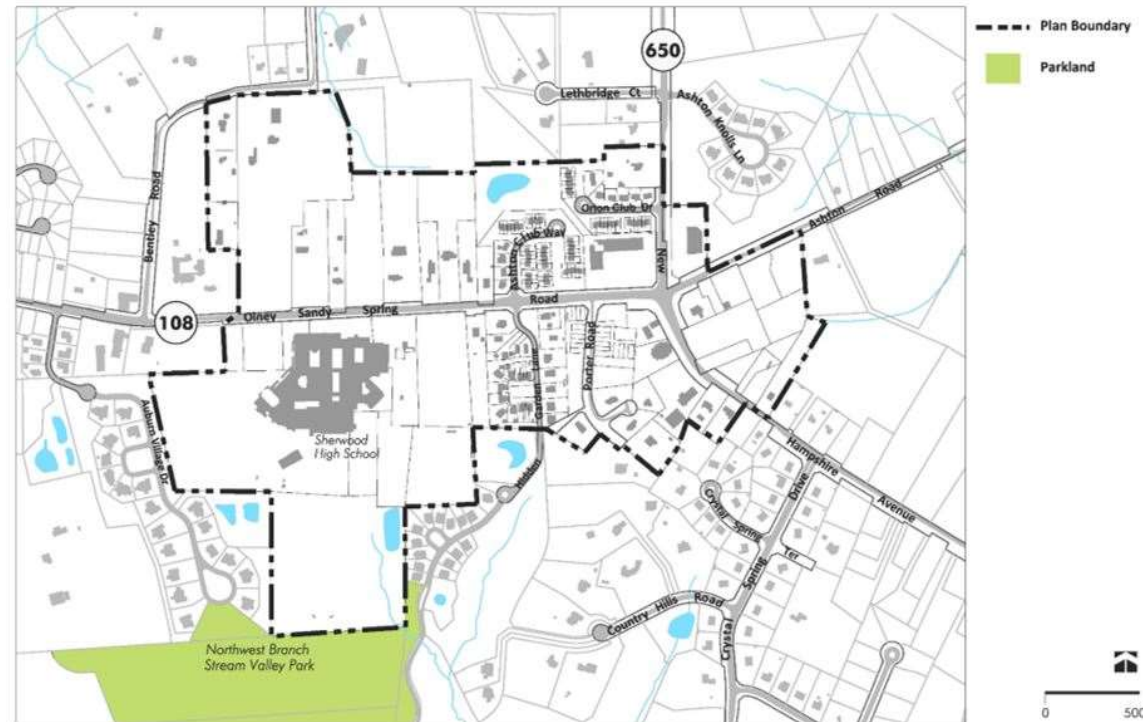 Plan Boundary
Parkland
650
Lethbridge Ct
Ashton Knolls Ln
Bentley Road
Orion Club Dr
Ashton Club Way
New
Ashton Road
108
Olney Sandy Spring Road
Porter Road
Garden Lane
Hidden
Sherwood
High School
Auburn Village Dr
Hampshire Avenue
Crystal Spring Ter
Crystal Spring Drive
Country Hills Road
Northwest Branch
Stream Valley Park
0 500